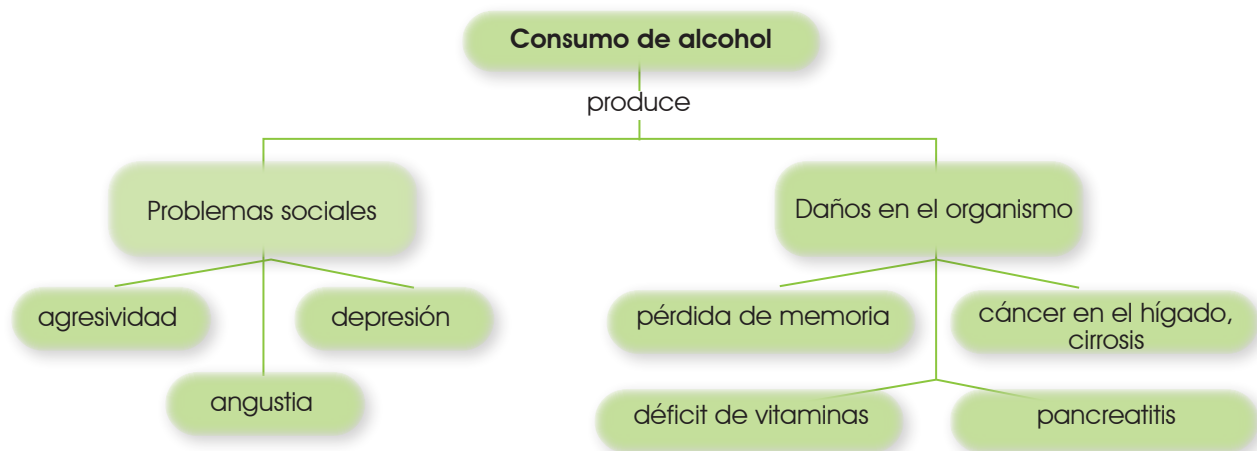 Consumo de alcohol
produce
Problemas sociales
Daños en el organismo
agresividad
depresión
pérdida de memoria
cáncer en el hígado,
cirrosis
angustia
déficit de vitaminas
pancreatitis